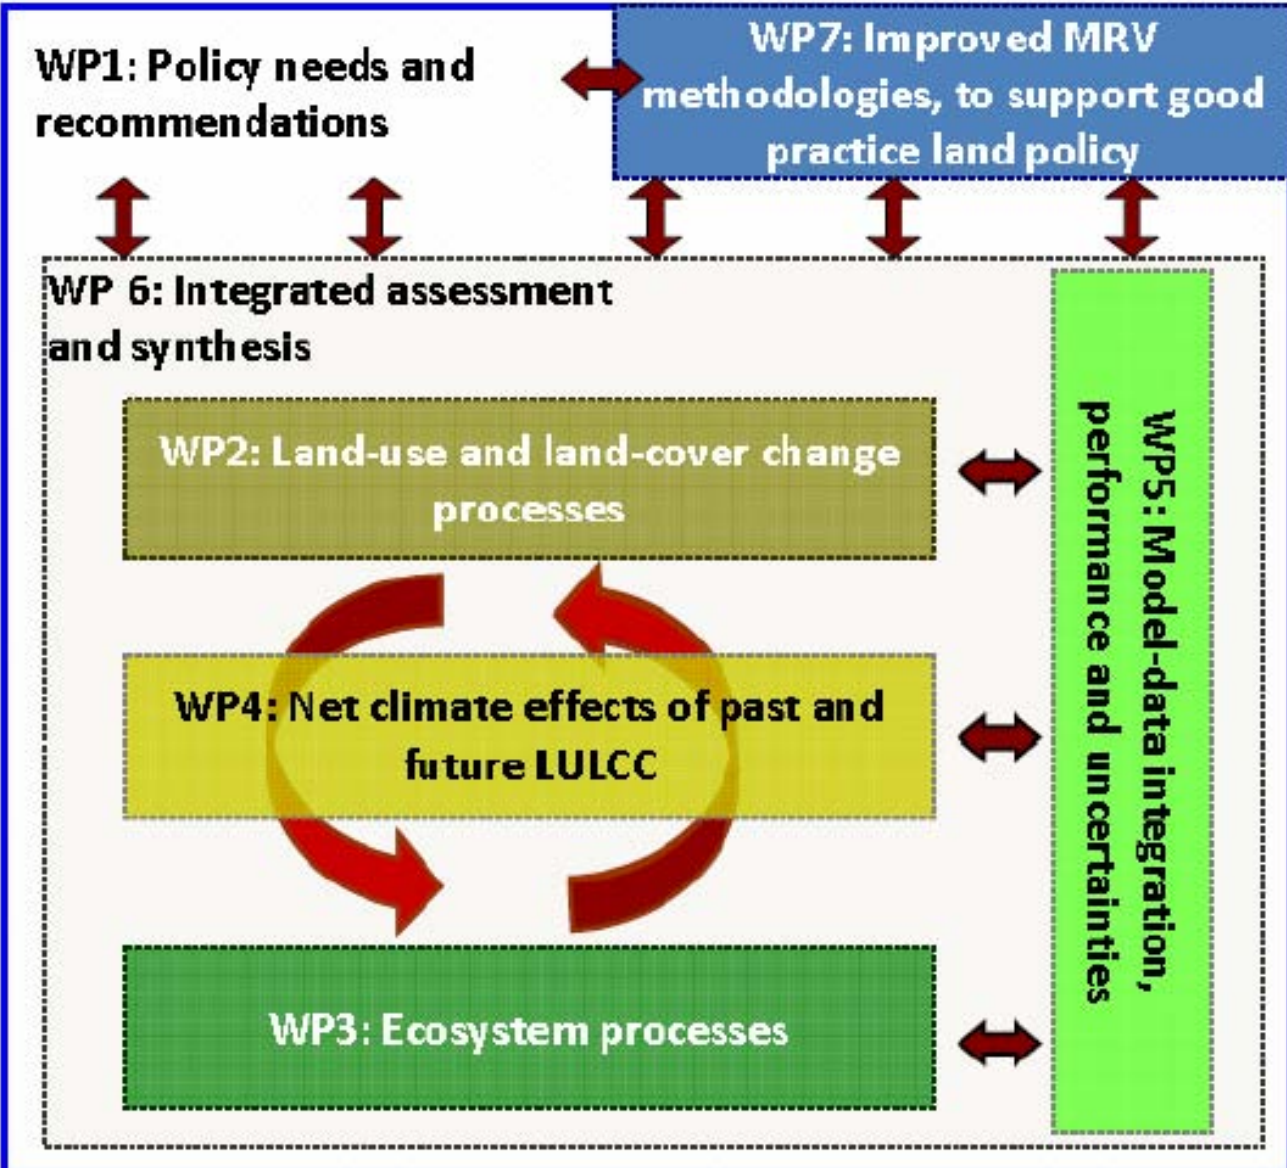 WP1: Policy needs and
recommendations
WP7: Improved MRV
methodologies, to support good
practice land policy
WP 6: Integrated assessment
and synthesis
WP2: Land-use and land-cover change
processes
WP4: Net climate effects of past and
future LULCC
WP3: Ecosystem processes
WP5: Model-data integration,
performance and uncertainties